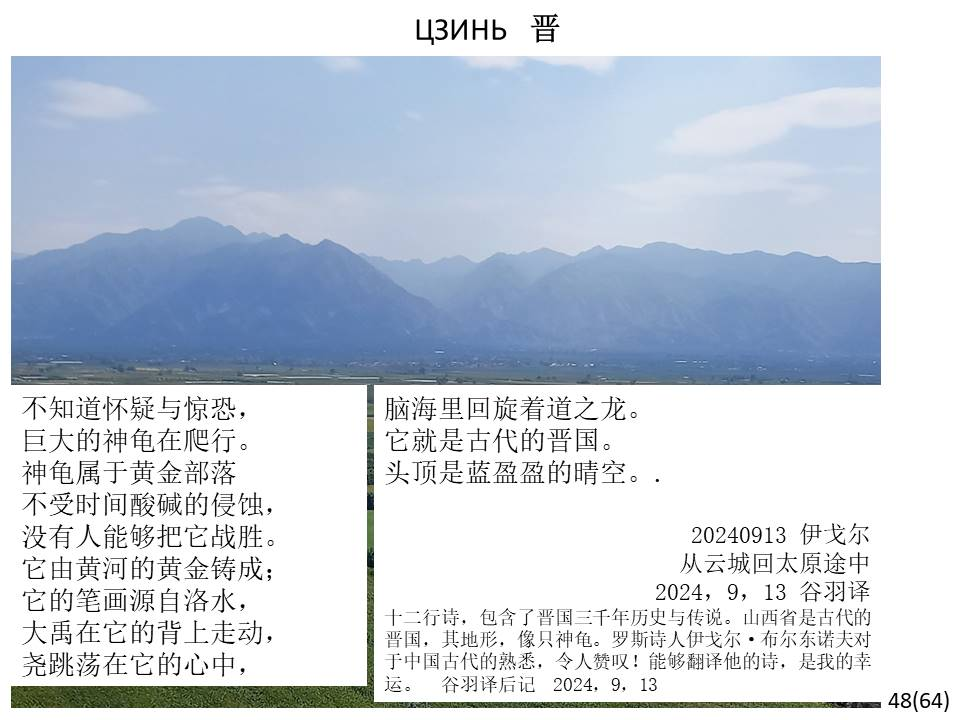 ЦЗИНЬ 晋
不知道怀疑与惊恐，
巨大的神龟在爬行。
神龟属于黄金部落
不受时间酸碱的侵蚀，
没有人能够把它战胜。
它由黄河的黄金铸成；
它的笔画源自洛水，
大禹在它的背上走动，
尧跳荡在它的心中，
脑海里回旋着道之龙。
它就是古代的晋国。
头顶是蓝盈盈的晴空。.
20240913 伊戈尔
从云城回太原途中
2024，9，13 谷羽译
十二行诗，包含了晋国三千年历史与传说。山西省是古代的
晋国，其地形，像只神龟。罗斯诗人伊戈尔·布尔东诺夫对
于中国古代的熟悉，令人赞叹！能够翻译他的诗，是我的幸
运。 谷羽译后记 2024，9，13
48(64)